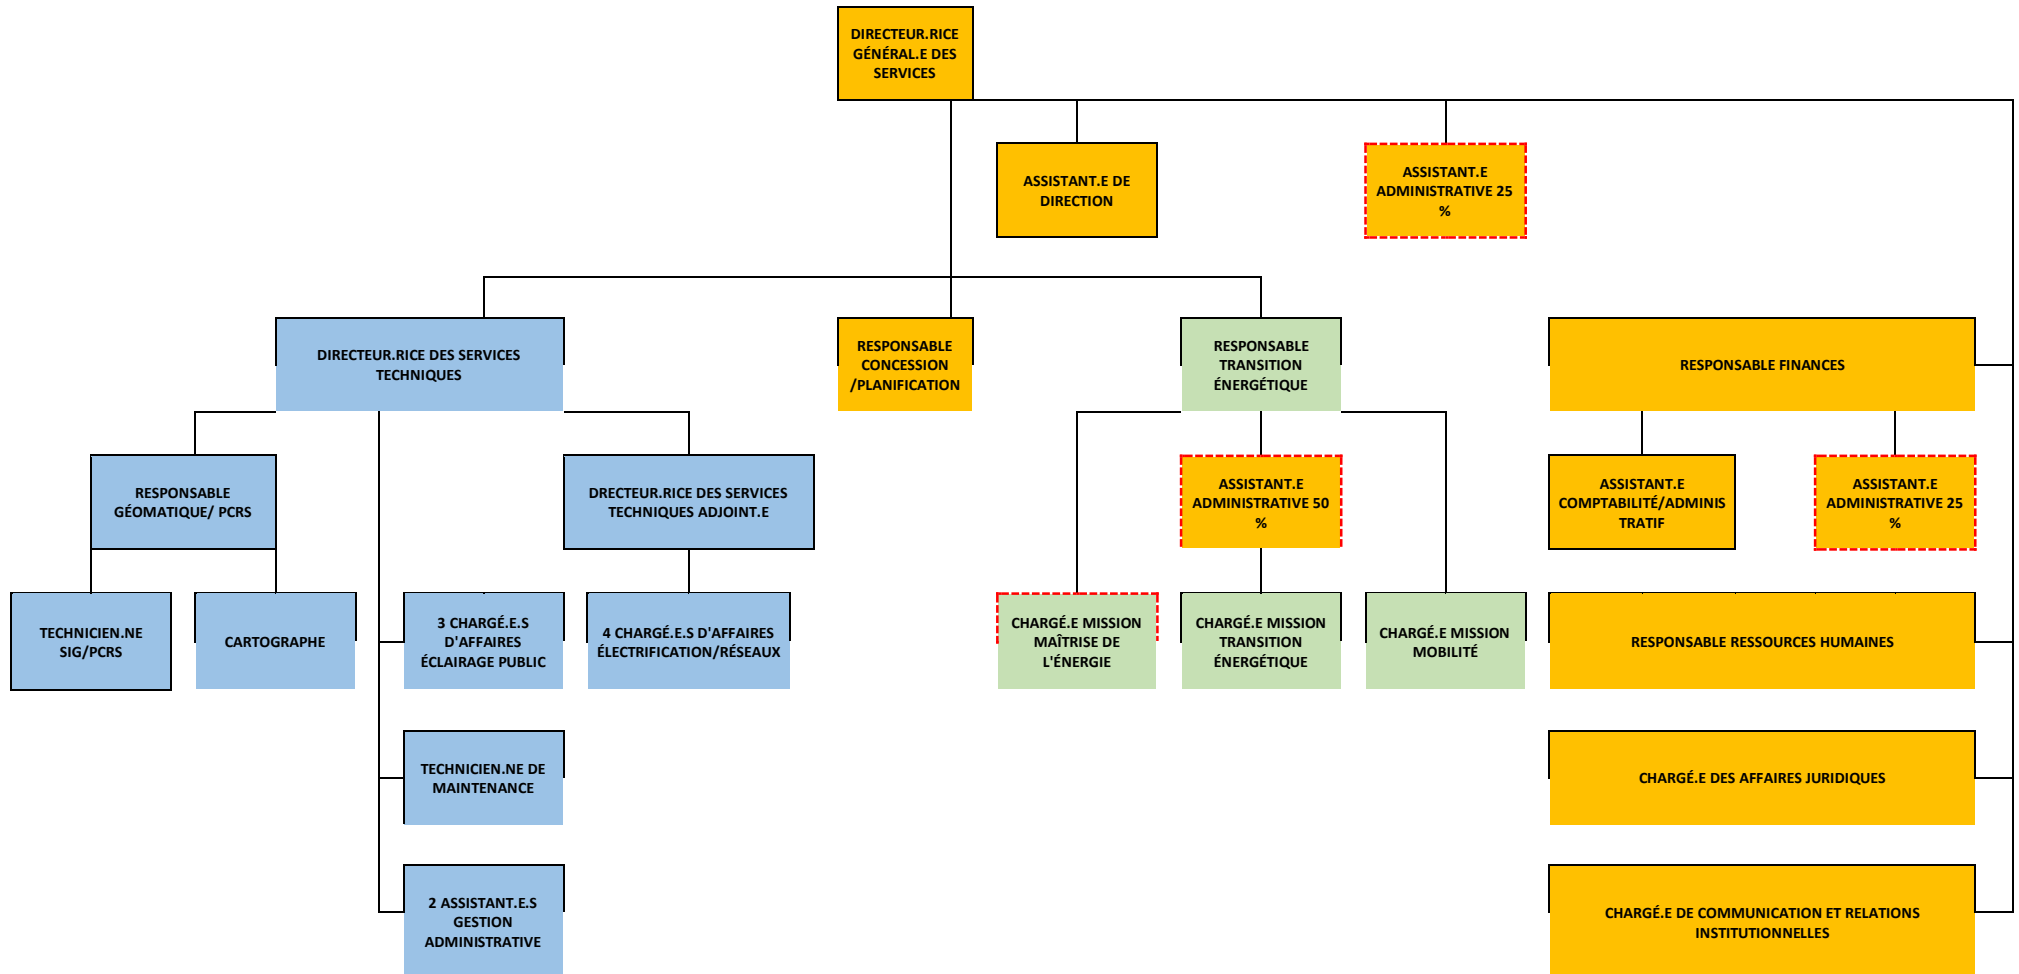 DIRECTEUR.RICE
GÉNÉRAL.E DES
SERVICES
ASSISTANT.E DE
DIRECTION
ASSISTANT.E
ADMINISTRATIVE 25
%
DIRECTEUR.RICE DES SERVICES
TECHNIQUES
RESPONSABLE
CONCESSION
/PLANIFICATION
RESPONSABLE
TRANSITION
ÉNERGÉTIQUE
RESPONSABLE FINANCES
RESPONSABLE
GÉOMATIQUE/ PCRS
DRECTEUR.RICE DES SERVICES
TECHNIQUES ADJOINT.E
ASSISTANT.E
ADMINISTRATIVE 50
%
ASSISTANT.E
COMPTABILITÉ/ADMINIS
TRATIF
ASSISTANT.E
ADMINISTRATIVE 25
%
TECHNICIEN.NE
SIG/PCRS
CARTOGRAPHE
3 CHARGÉ.E.S
D'AFFAIRES
ÉCLAIRAGE PUBLIC
4 CHARGÉ.E.S D'AFFAIRES
ÉLECTRIFICATION/RÉSEAUX
CHARGÉ.E MISSION
MAÎTRISE DE
L'ÉNERGIE
CHARGÉ.E MISSION
TRANSITION
ÉNERGÉTIQUE
CHARGÉ.E MISSION
MOBILITÉ
RESPONSABLE RESSOURCES HUMAINES
TECHNICIEN.NE DE
MAINTENANCE
CHARGÉ.E DES AFFAIRES JURIDIQUES
2 ASSISTANT.E.S
GESTION
ADMINISTRATIVE
CHARGÉ.E DE COMMUNICATION ET RELATIONS
INSTITUTIONNELLES